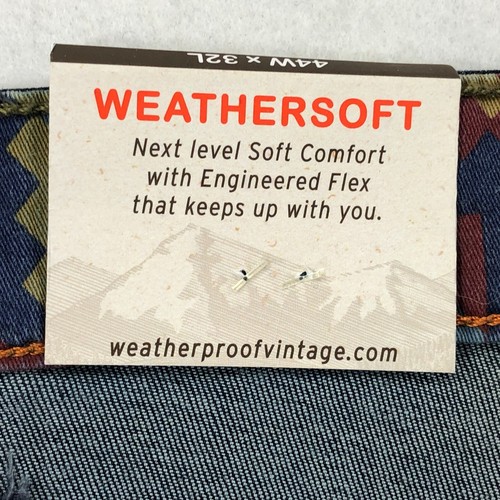 44W x 32L
WEATHERSOFT
Next level Soft Comfort
with Engineered Flex
that keeps up with you.
weatherproofvintage.com